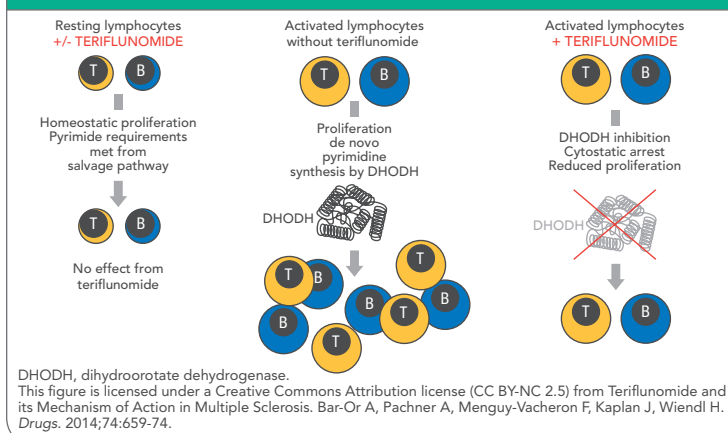 Resting lymphocytes
+/- TERIFLUNOMIDE
T B
Homeostatic proliferation
Pyrimide requirements
met from
salvage pathway
T B
No effect from
teriflunomide
Activated lymphocytes
without teriflunomide
T B
Proliferation
de novo
pyrimidine
synthesis by DHODH
DHODH
T
T B
B T B
B
T
Activated lymphocytes
+ TERIFLUNOMIDE
T B
DHODH inhibition
Cytostatic arrest
Reduced proliferation
DHODH
T B
DHODH, dihydroorotate dehydrogenase.
This figure is licensed under a Creative Commons Attribution license (CC BY-NC 2.5) from Teriflunomide and
its Mechanism of Action in Multiple Sclerosis. Bar-Or A, Pachner A, Menguy-Vacheron F, Kaplan J, Wiendl H.
Drugs. 2014;74:659-74.